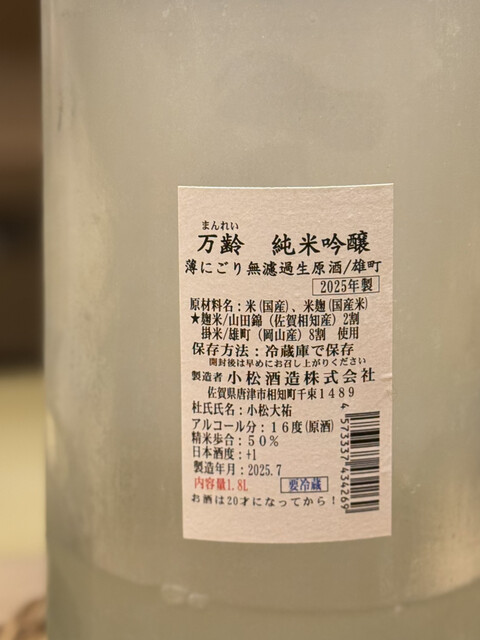 まんれい
万齢 純米吟醸
薄にごり無濾過生原酒/雄町
2025年製
原材料名：米(国産)、米麹(国産米)
★麹米/山田錦（佐賀相知産）2割
掛米/雄町（岡山産）8割 使用
保存方法：冷蔵庫で保存
開封後は早めにお召し上がりください
製造者 小松酒造株式会社
佐賀県唐津市相知町千束1489
杜氏氏名：小松大祐
アルコール分：16度(原酒)
精米歩合：50%
日本酒度：+1
製造年月：2025.7
内容量1.8L 要冷蔵
お酒は20才になってから！
4573337434269